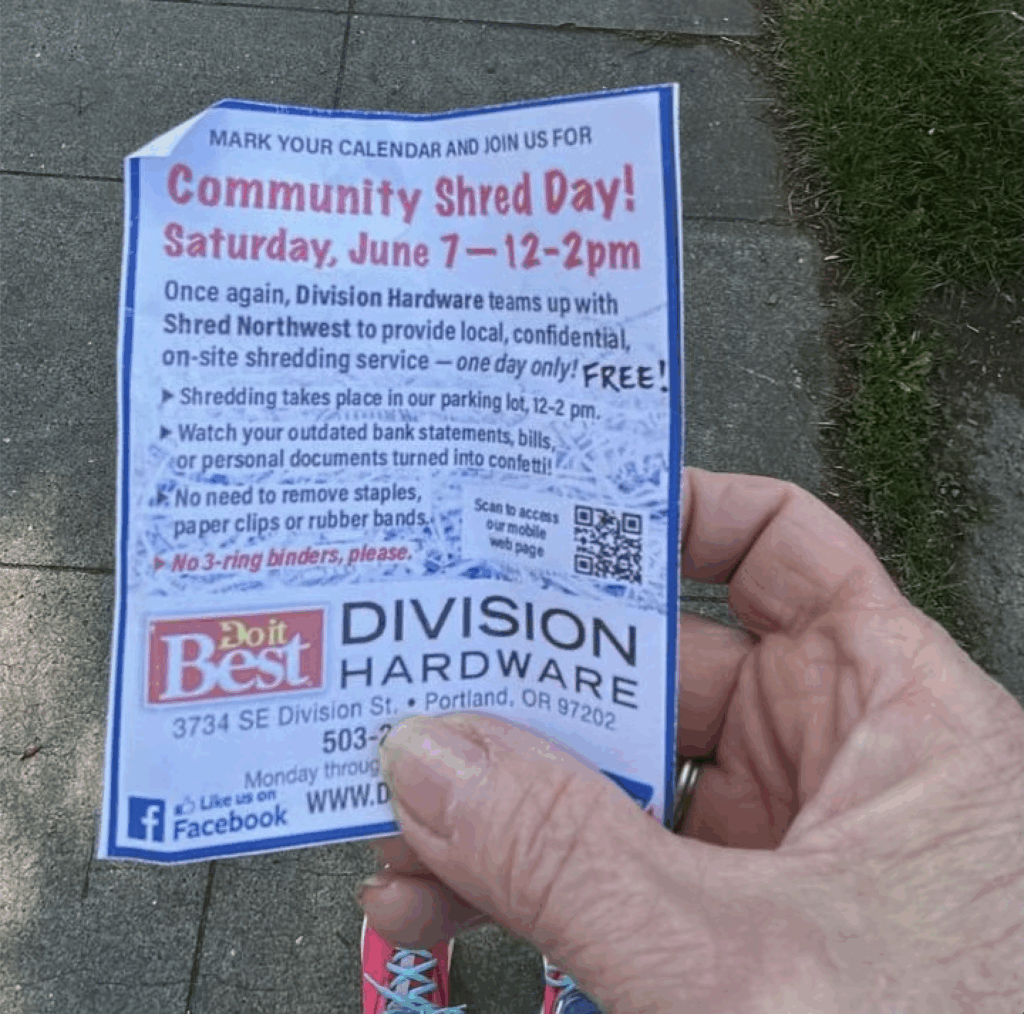 MARK YOUR CALENDAR AND JOIN US FOR
Community Shred Day!
Saturday, June 7—12-2pm
Once again, Division Hardware teams up with
Shred Northwest to provide local, confidential,
on-site shredding service — one day only! FREE!
▸ Shredding takes place in our parking lot, 12-2 pm.
▸ Watch your outdated bank statements, bills,
or personal documents turned into confetti!
▸ No need to remove staples,
paper clips or rubber bands.
▸ No 3-ring binders, please.
Scan to access
our mobile
web page
Do it
Best
DIVISION
HARDWARE
3734 SE Division St. • Portland, OR 97202
503-2
Monday throug
WWW.D
f
Like us on
Facebook